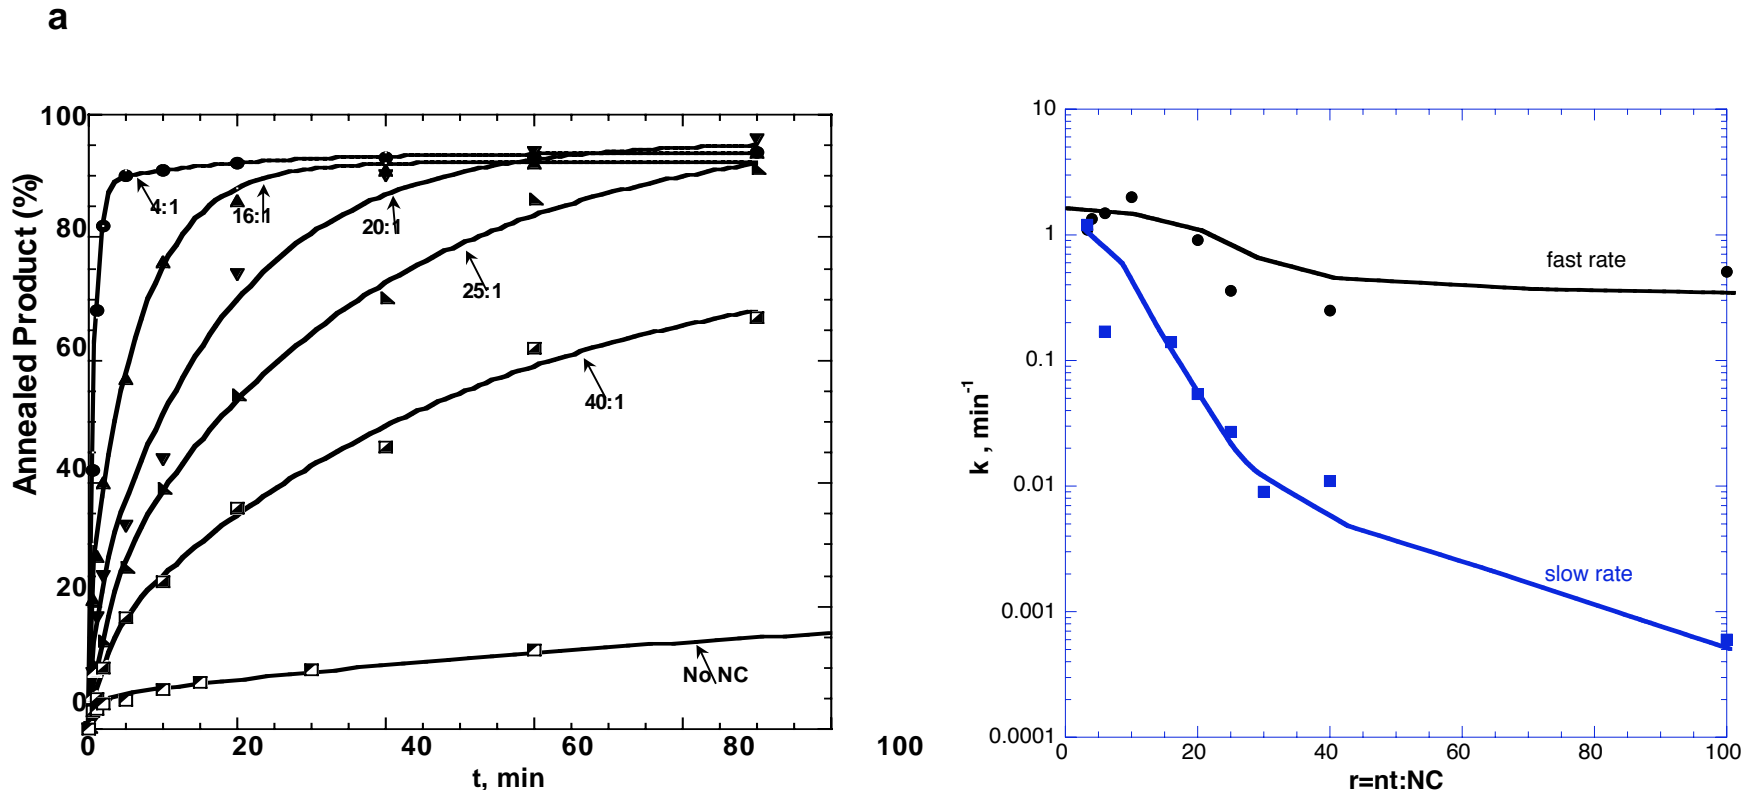 a
100
80
60
40
20
0
Annealed Product (%)
4:1
16:1
20:1
25:1
40:1
No NC
0 20 40 60 80 100
t, min
10
1
0.1
0.01
0.001
0.0001
k , min-1
fast rate
slow rate
0 20 40 60 80 100
r=nt:NC